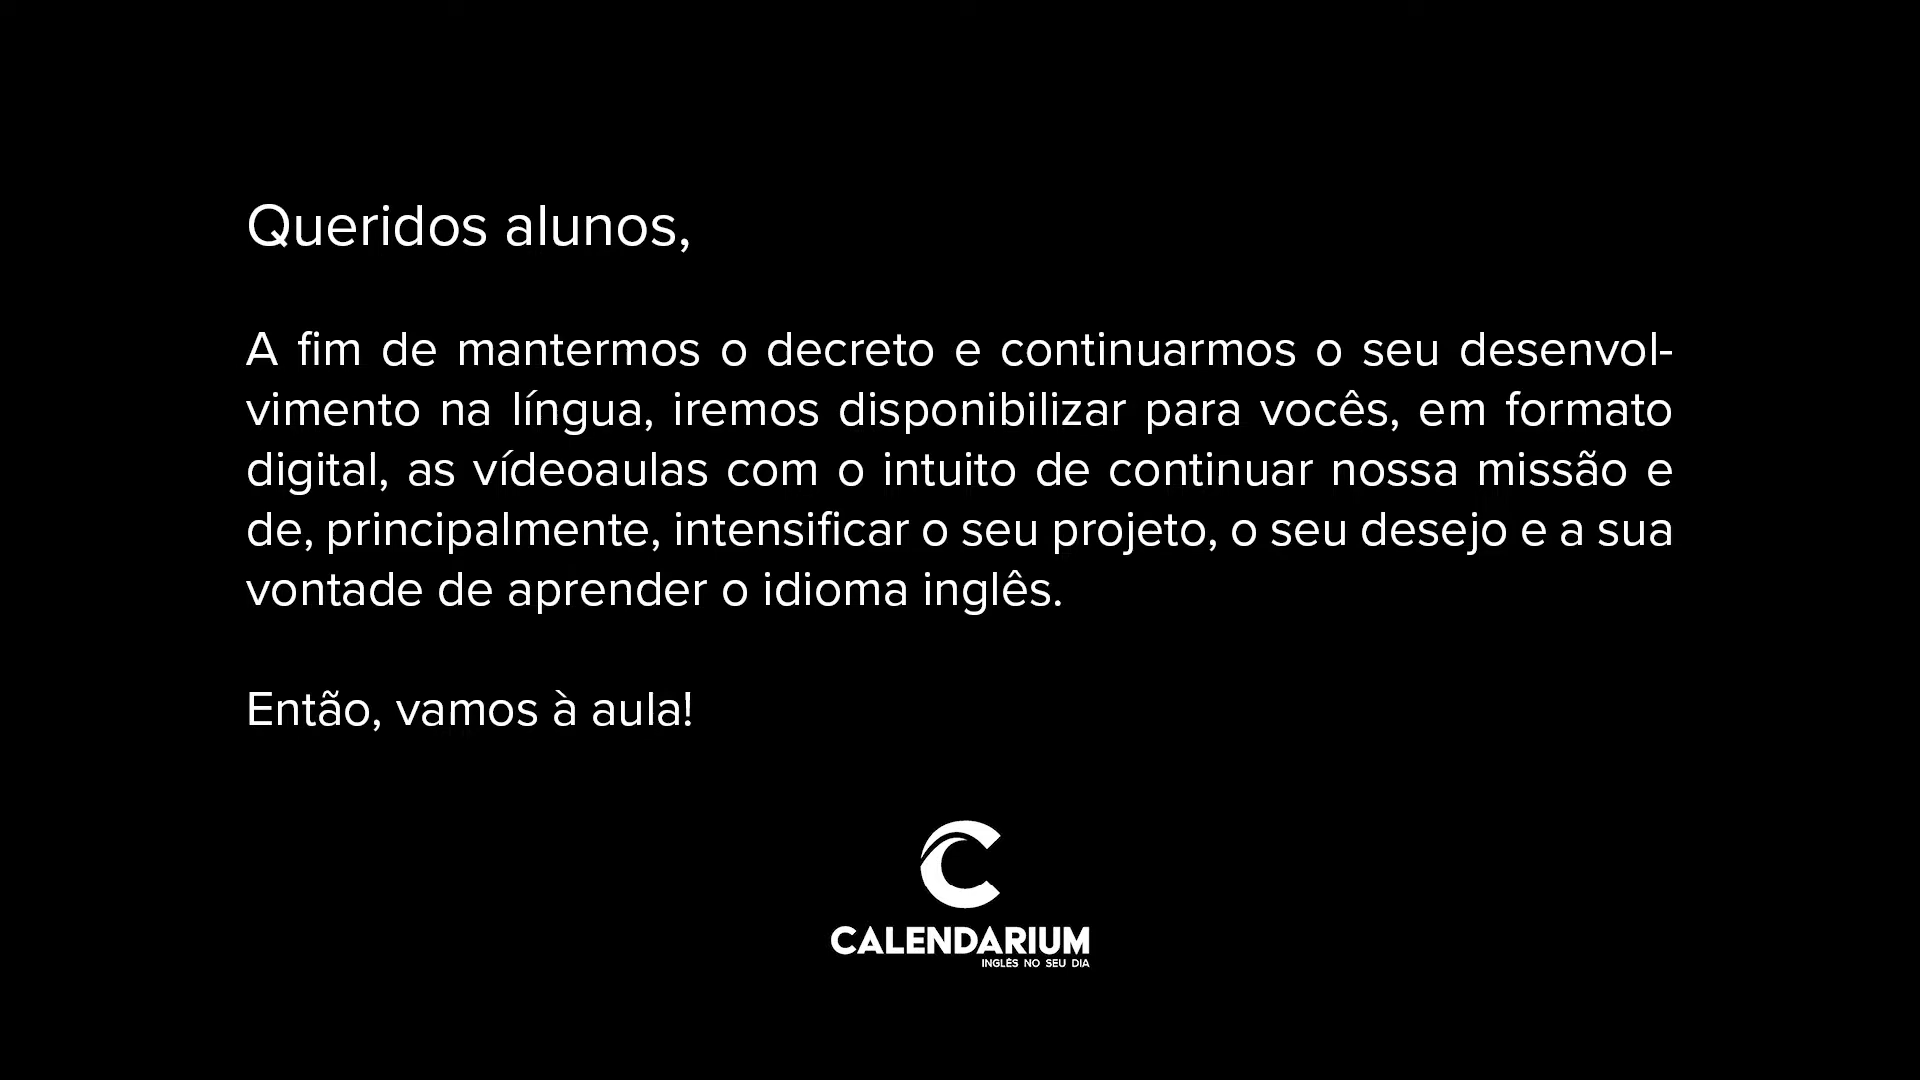 Queridos alunos,
A fim de mantermos o decreto e continuarmos o seu desenvol-
vimento na língua, iremos disponibilizar para vocês, em formato
digital, as vídeoaulas com o intuito de continuar nossa missão e
de, principalmente, intensificar o seu projeto, o seu desejo e a sua
vontade de aprender o idioma inglês.
Então, vamos à aula!
CALENDARIUM
INGLÊS NO SEU DIA